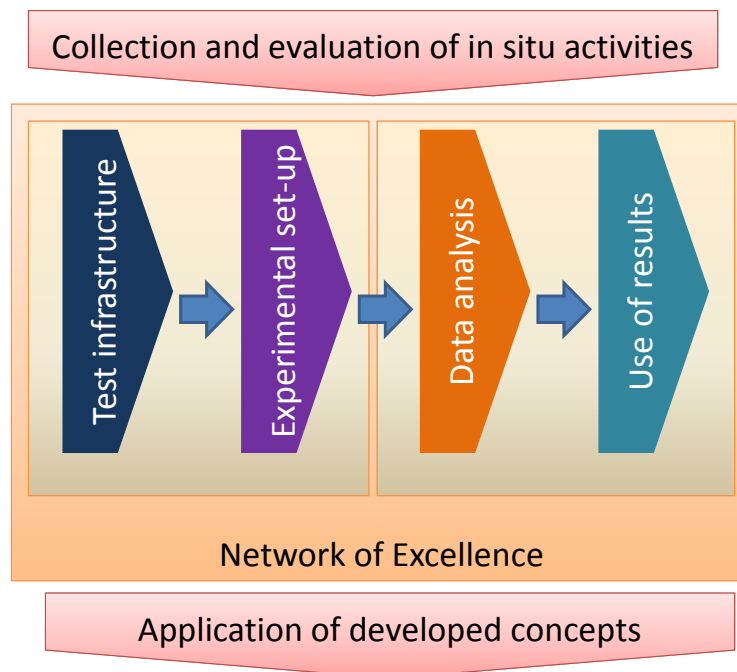 Collection and evaluation of in situ activities
Test infrastructure
Experimental set-up
Data analysis
Use of results
Network of Excellence
Application of developed concepts